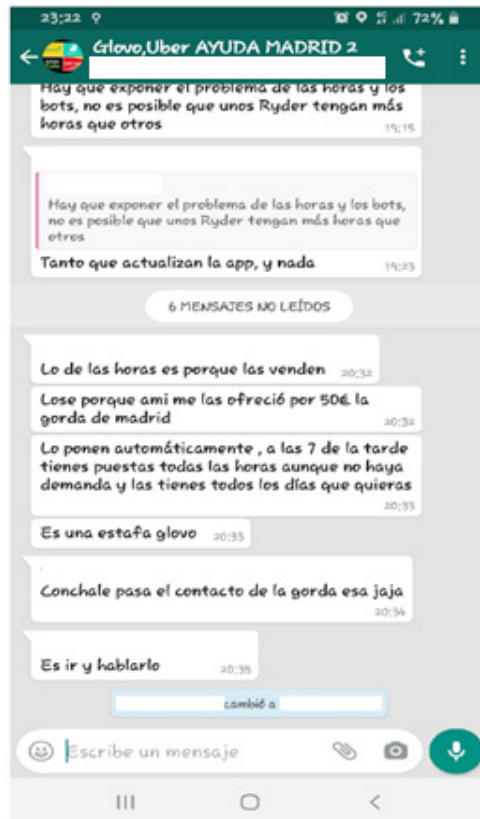 23:22
72%
Glovo,Uber AYUDA MADRID 2
Hay que exponer el problema de las horas y los
bots, no es posible que unos Ryder tengan más
horas que otros
19:15
Hay que exponer el problema de las horas y los bots,
no es posible que unos Ryder tengan más horas que
otros
Tanto que actualizan la app, y nada
19:23
6 MENSAJES NO LEÍDOS
Lo de las horas es porque las venden
20:32
Lose porque ami me las ofreció por 50€ la
gorda de madrid
20:32
Lo ponen automáticamente , a las 7 de la tarde
tienes puestas todas las horas aunque no haya
demanda y las tienes todos los días que quieras
20:33
Es una estafa glovo
20:33
Conchale pasa el contacto de la gorda esa jaja
20:34
Es ir y hablarlo
20:35
cambió a
Escribe un mensaje